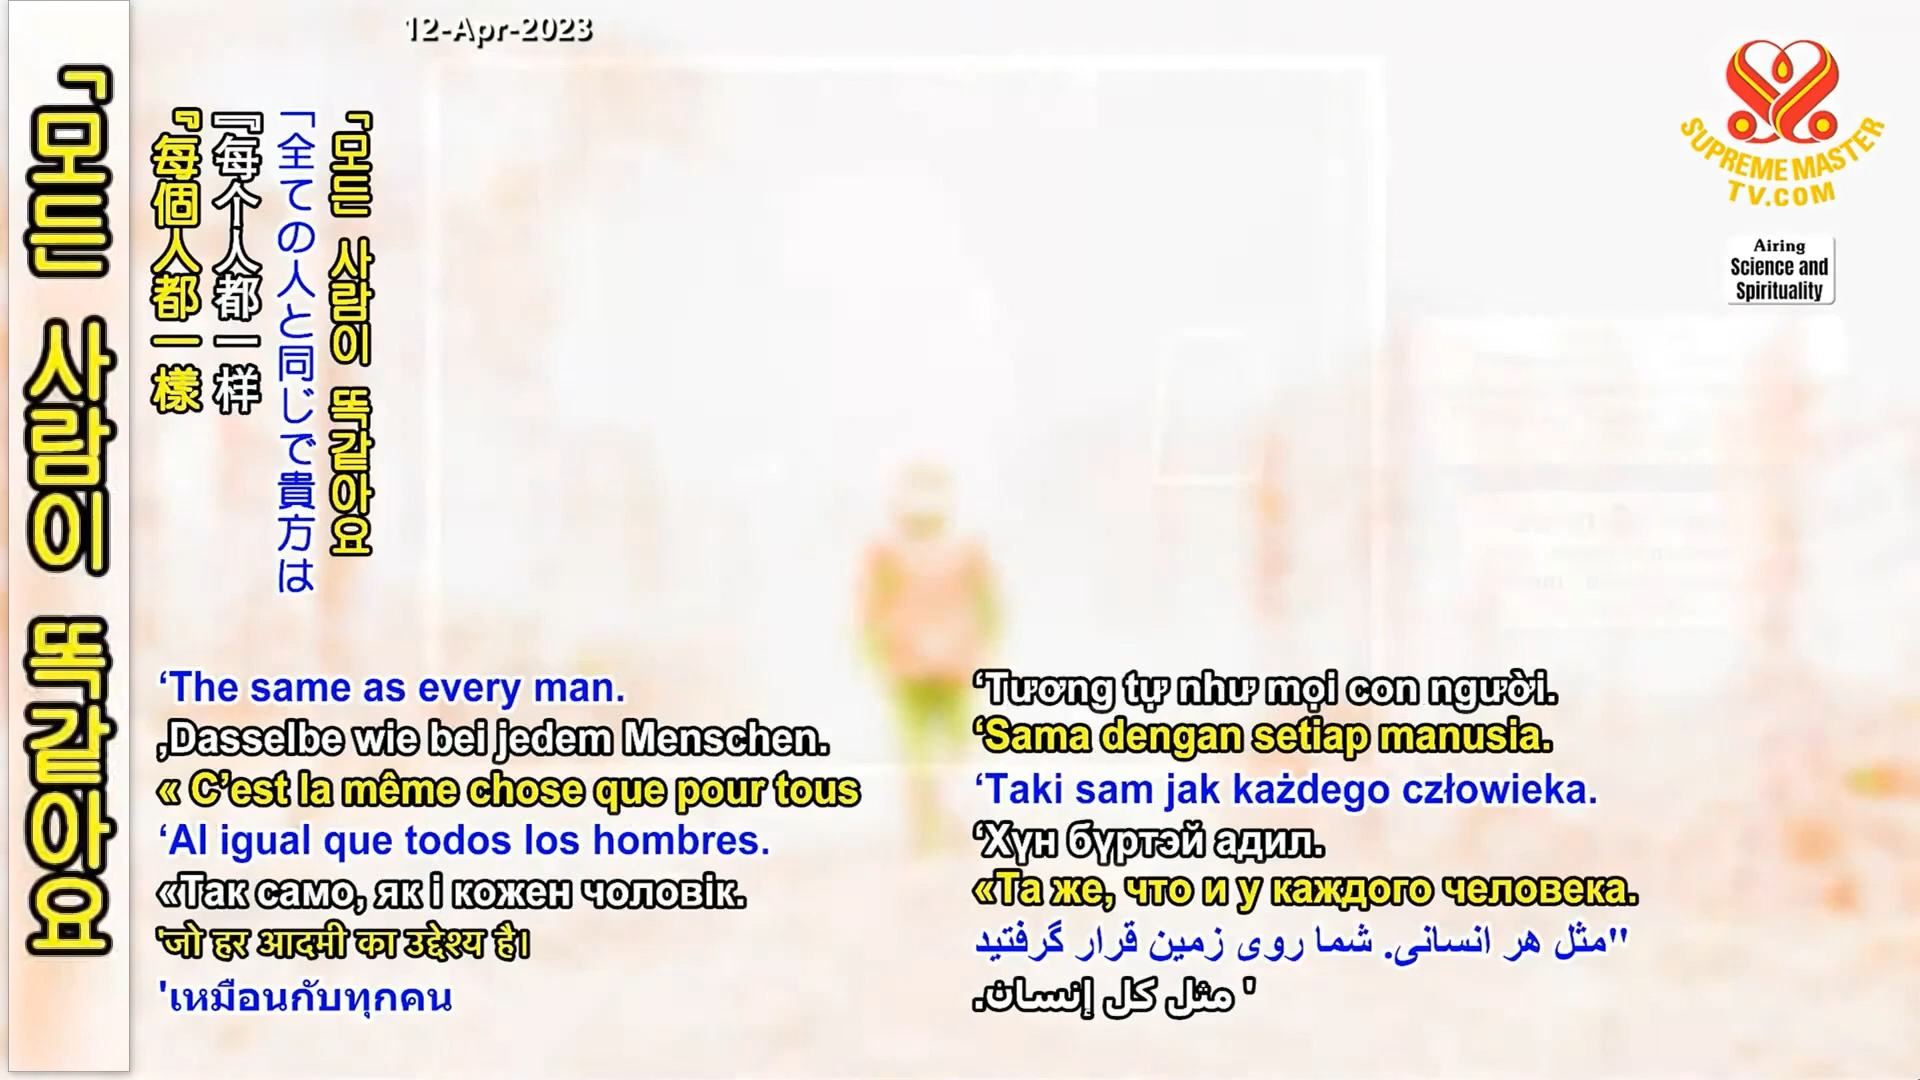 12-Apr-2023
「모든 사람이 똑같아요
『每個人都一樣
『每个人都一样
「全ての人と同じで貴方は
「모든 사람이 똑같아요
SUPREME MASTER
TV.COM
Airing
Science and
Spirituality
‘The same as every man.
‚Dasselbe wie bei jedem Menschen.
« C’est la même chose que pour tous
‘Al igual que todos los hombres.
«Так само, як і кожен чоловік.
'जो हर आदमी का उद्देश्य है।
'เหมือนกับทุกคน
‘Tương tự như mọi con người.
‘Sama dengan setiap manusia.
‘Taki sam jak każdego człowieka.
‘Хүн бүртэй адил.
«Та же, что и у каждого человека.
"مثل هر انسانی. شما روی زمین قرار گرفتید
' مثل كل إنسان.